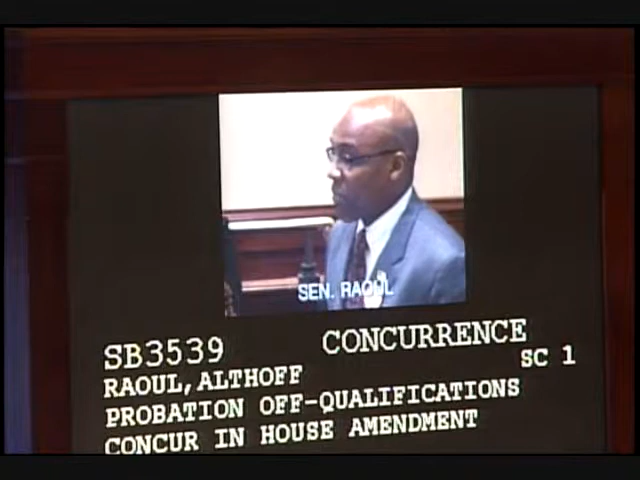 SEN. RAOUL
SB3539 CONCURRENCE
RAOUL,ALTHOFF SC 1
PROBATION OFF-QUALIFICATIONS
CONCUR IN HOUSE AMENDMENT